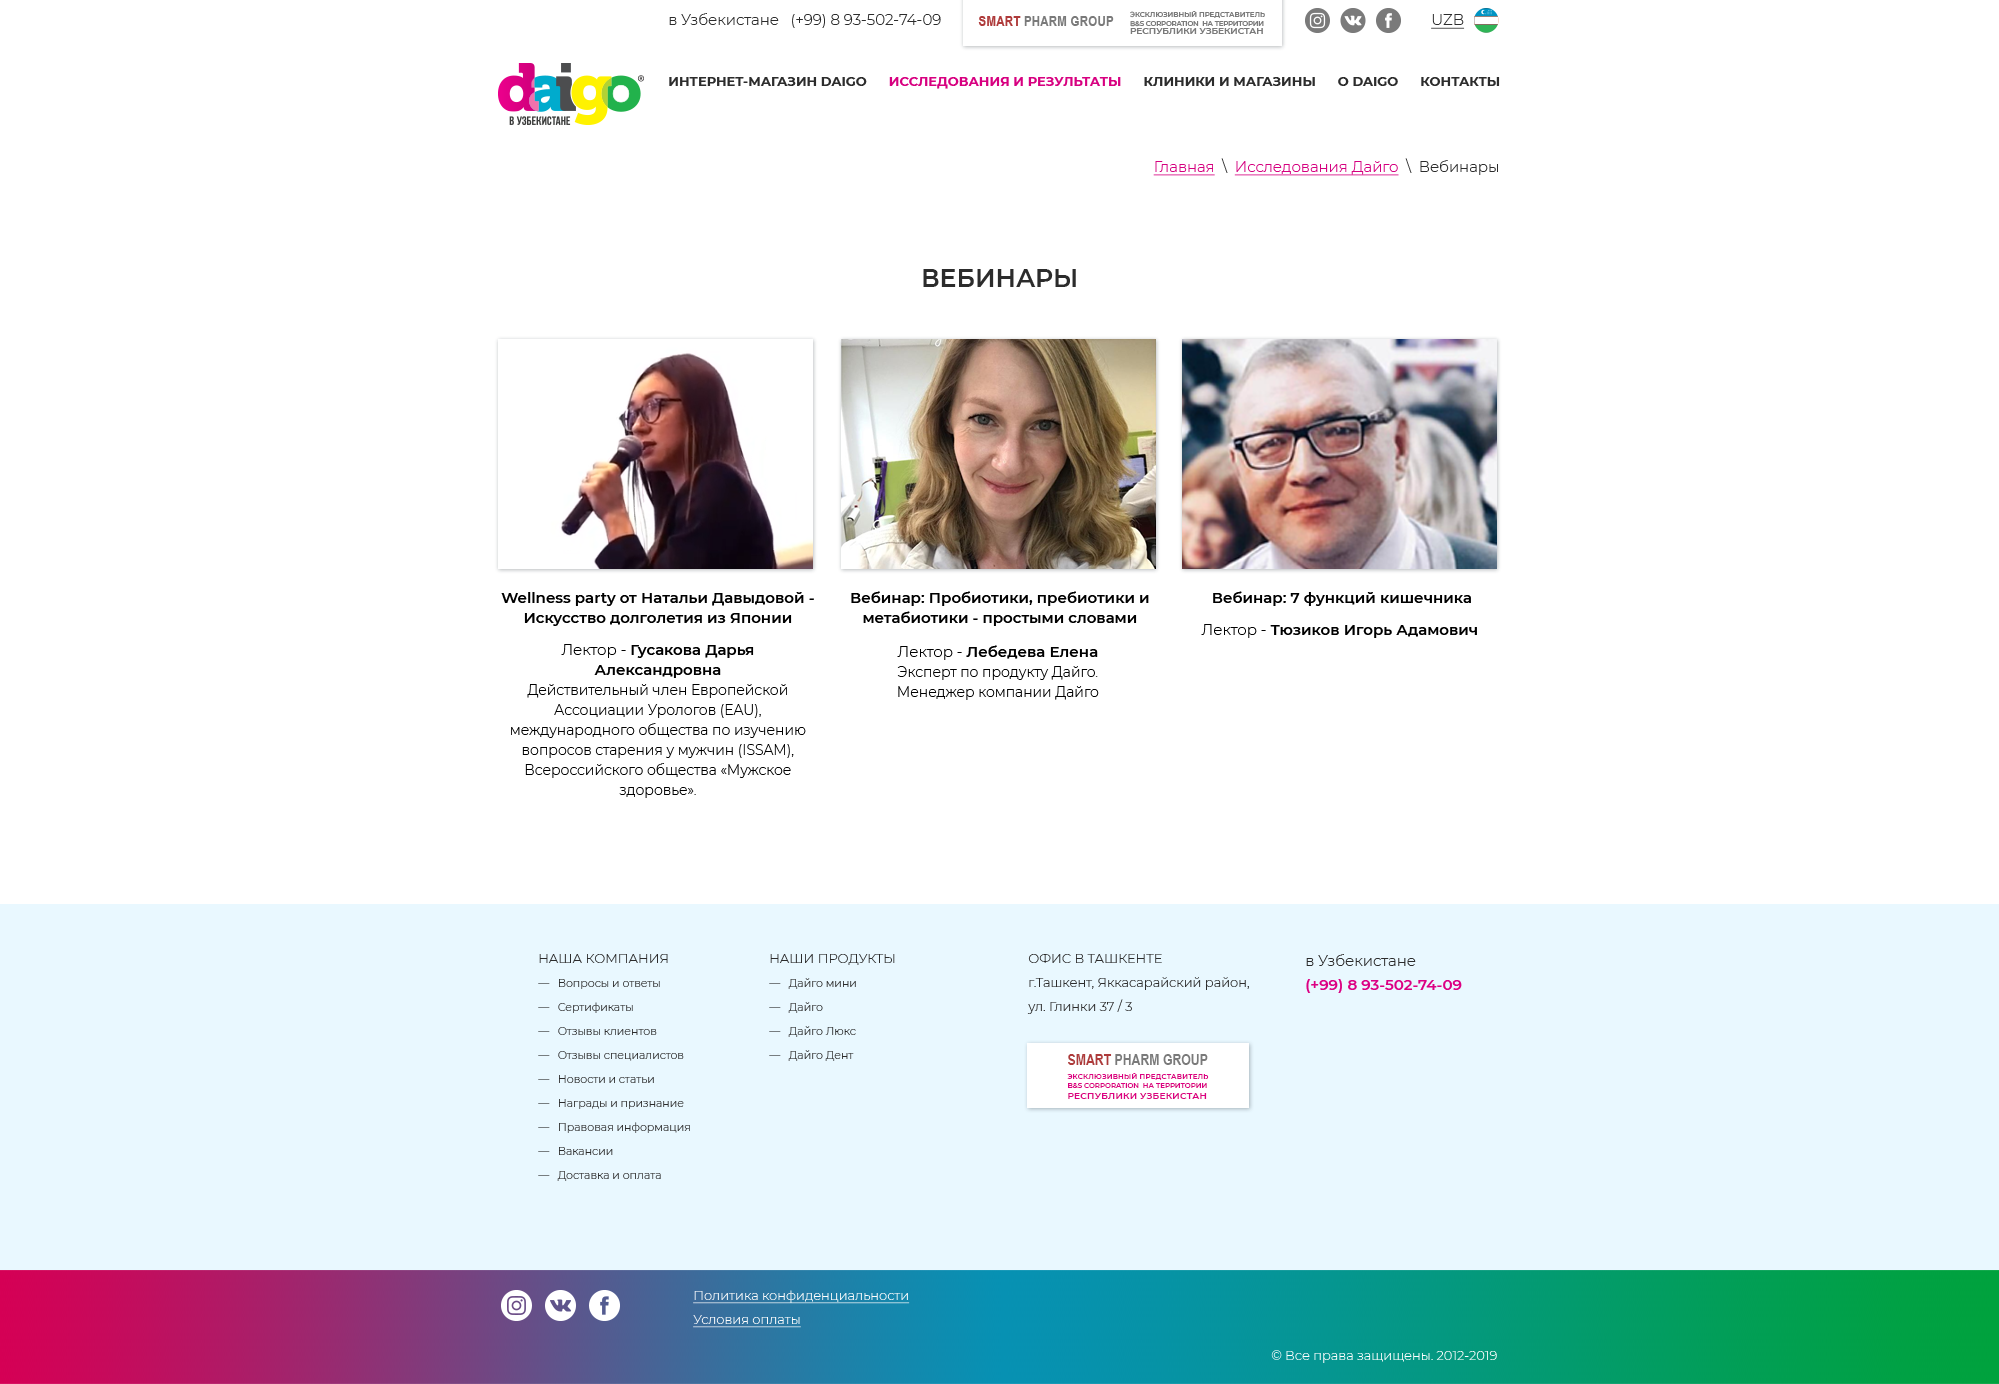 в Узбекистане (+99) 8 93-502-74-09
SMART PHARM GROUP
ЭКСКЛЮЗИВНЫЙ ПРЕДСТАВИТЕЛЬ
B&S CORPORATION НА ТЕРРИТОРИИ
РЕСПУБЛИКИ УЗБЕКИСТАН
UZB
daigo®
В УЗБЕКИСТАНЕ
ИНТЕРНЕТ-МАГАЗИН DAIGO ИССЛЕДОВАНИЯ И РЕЗУЛЬТАТЫ КЛИНИКИ И МАГАЗИНЫ О DAIGO КОНТАКТЫ
Главная \ Исследования Дайго \ Вебинары
ВЕБИНАРЫ
Wellness party от Натальи Давыдовой -
Искусство долголетия из Японии
Лектор - Гусакова Дарья
Александровна
Действительный член Европейской
Ассоциации Урологов (EAU),
международного общества по изучению
вопросов старения у мужчин (ISSAM),
Всероссийского общества «Мужское
здоровье».
Вебинар: Пробиотики, пребиотики и
метабиотики - простыми словами
Лектор - Лебедева Елена
Эксперт по продукту Дайго.
Менеджер компании Дайго
Вебинар: 7 функций кишечника
Лектор - Тюзиков Игорь Адамович
НАША КОМПАНИЯ
— Вопросы и ответы
— Сертификаты
— Отзывы клиентов
— Отзывы специалистов
— Новости и статьи
— Награды и признание
— Правовая информация
— Вакансии
— Доставка и оплата
НАШИ ПРОДУКТЫ
— Дайго мини
— Дайго
— Дайго Люкс
— Дайго Дент
ОФИС В ТАШКЕНТЕ
г.Ташкент, Яккасарайский район,
ул. Глинки 37 / 3
SMART PHARM GROUP
ЭКСКЛЮЗИВНЫЙ ПРЕДСТАВИТЕЛЬ
B&S CORPORATION НА ТЕРРИТОРИИ
РЕСПУБЛИКИ УЗБЕКИСТАН
в Узбекистане
(+99) 8 93-502-74-09
Политика конфиденциальности
Условия оплаты
© Все права защищены. 2012-2019